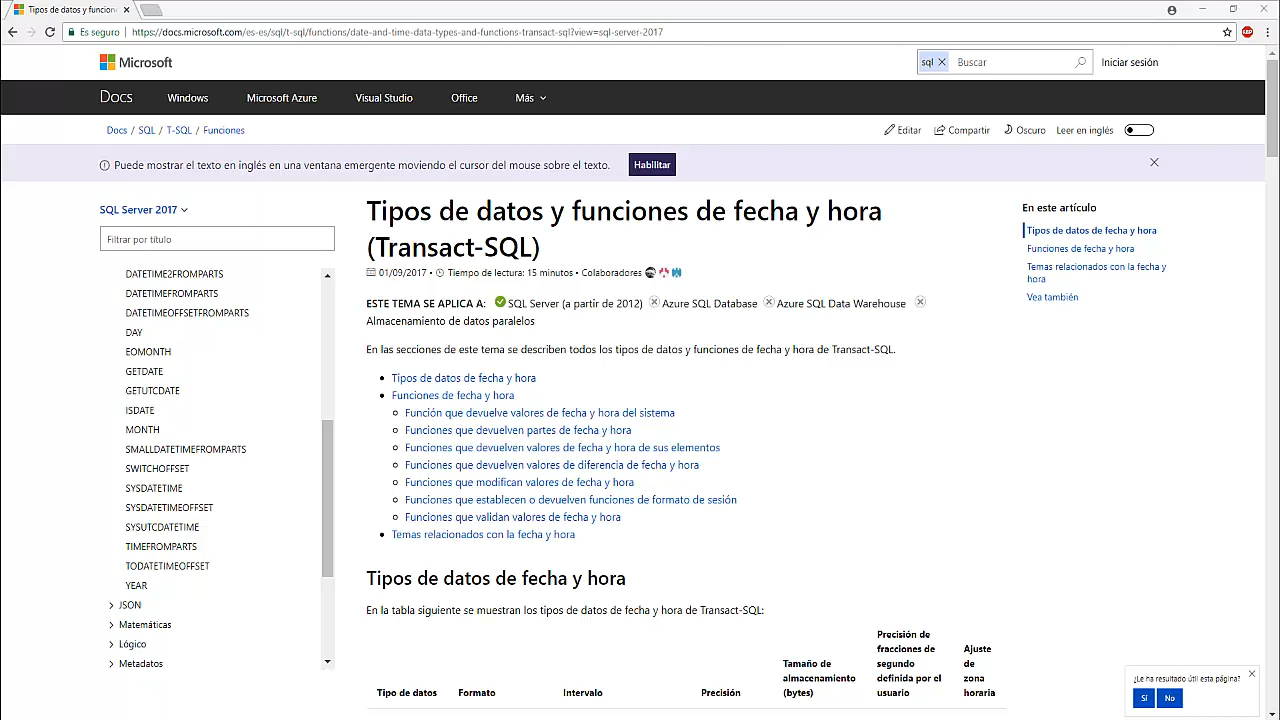 Tipos de datos y funcion
Es seguro
https://docs.microsoft.com/es-es/sql/t-sql/functions/date-and-time-data-types-and-functions-transact-sql?view=sql-server-2017
ABP
Microsoft
sql
Buscar
Iniciar sesión
Docs
Windows
Microsoft Azure
Visual Studio
Office
Más
Docs / SQL / T-SQL / Funciones
Editar
Compartir
Oscuro
Leer en inglés
Puede mostrar el texto en inglés en una ventana emergente moviendo el cursor del mouse sobre el texto.
Habilitar
SQL Server 2017
Filtrar por título
DATETIME2FROMPARTS
DATETIMEFROMPARTS
DATETIMEOFFSETFROMPARTS
DAY
EOMONTH
GETDATE
GETUTCDATE
ISDATE
MONTH
SMALLDATETIMEFROMPARTS
SWITCHOFFSET
SYSDATETIME
SYSDATETIMEOFFSET
SYSUTCDATETIME
TIMEFROMPARTS
TODATETIMEOFFSET
YEAR
JSON
Matemáticas
Lógico
Metadatos
Tipos de datos y funciones de fecha y hora
(Transact-SQL)
01/09/2017 • Tiempo de lectura: 15 minutos • Colaboradores
ESTE TEMA SE APLICA A: SQL Server (a partir de 2012) Azure SQL Database Azure SQL Data Warehouse
Almacenamiento de datos paralelos
En las secciones de este tema se describen todos los tipos de datos y funciones de fecha y hora de Transact-SQL.
Tipos de datos de fecha y hora
Funciones de fecha y hora
Función que devuelve valores de fecha y hora del sistema
Funciones que devuelven partes de fecha y hora
Funciones que devuelven valores de fecha y hora de sus elementos
Funciones que devuelven valores de diferencia de fecha y hora
Funciones que modifican valores de fecha y hora
Funciones que establecen o devuelven funciones de formato de sesión
Funciones que validan valores de fecha y hora
Temas relacionados con la fecha y hora
Tipos de datos de fecha y hora
En la tabla siguiente se muestran los tipos de datos de fecha y hora de Transact-SQL:
Tipo de datos
Formato
Intervalo
Precisión
Tamaño de
almacenamiento
(bytes)
Precisión de
fracciones de
segundo
definida por el
usuario
Ajuste
de
zona
horaria
En este artículo
Tipos de datos de fecha y hora
Funciones de fecha y hora
Temas relacionados con la fecha y
hora
Vea también
¿Le ha resultado útil esta página?
Sí
No